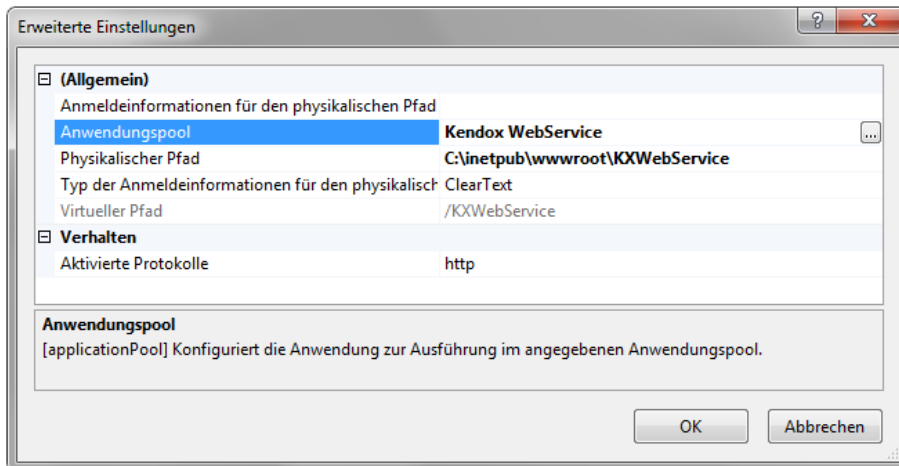 Erweiterte Einstellungen
(Allgemein)
Anmeldeinformationen für den physikalischen Pfad
Anwendungspool Kendox WebService ...
Physikalischer Pfad C:\inetpub\wwwroot\KXWebService
Typ der Anmeldeinformationen für den physikalisch ClearText
Virtueller Pfad /KXWebService
Verhalten
Aktivierte Protokolle http
Anwendungspool
[applicationPool] Konfiguriert die Anwendung zur Ausführung im angegebenen Anwendungspool.
OK Abbrechen